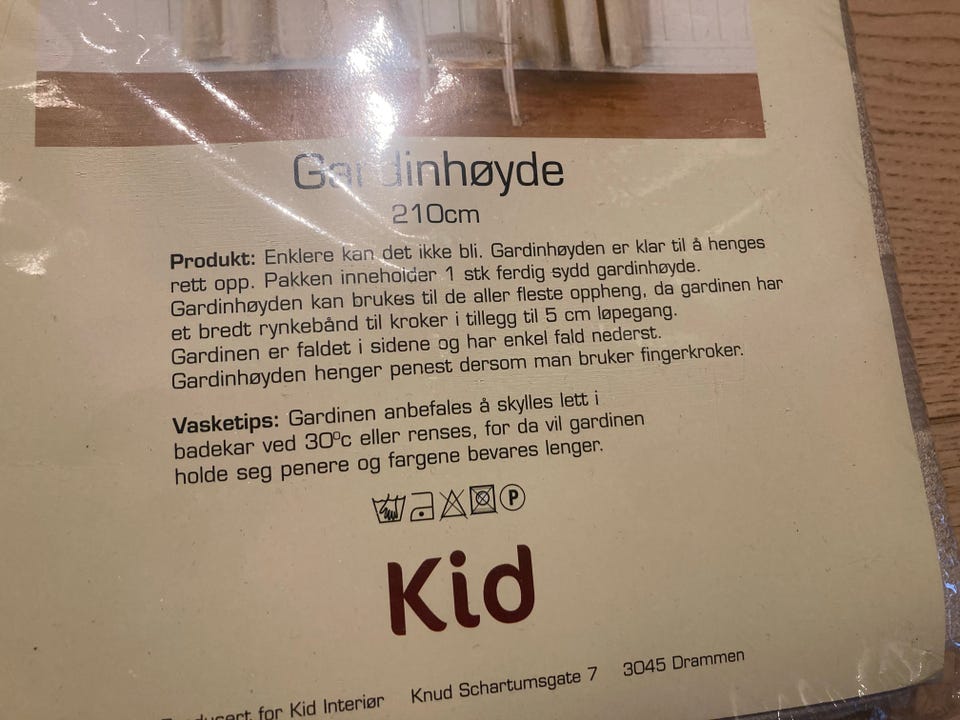 Gardinhøyde
210cm
Produkt: Enklere kan det ikke bli. Gardinhøyden er klar til å henges
rett opp. Pakken inneholder 1 stk ferdig sydd gardinhøyde.
Gardinhøyden kan brukes til de aller fleste oppheng, da gardinen har
et bredt rynkebånd til kroker i tillegg til 5 cm løpegang.
Gardinen er faldet i sidene og har enkel fald nederst.
Gardinhøyden henger penest dersom man bruker fingerkroker.
Vasketips: Gardinen anbefales å skylles lett i
badekar ved 30ºc eller renses, for da vil gardinen
holde seg penere og fargene bevares lenger.
P
Kid
for Kid Interiør Knud Schartumsgate 7 3045 Drammen